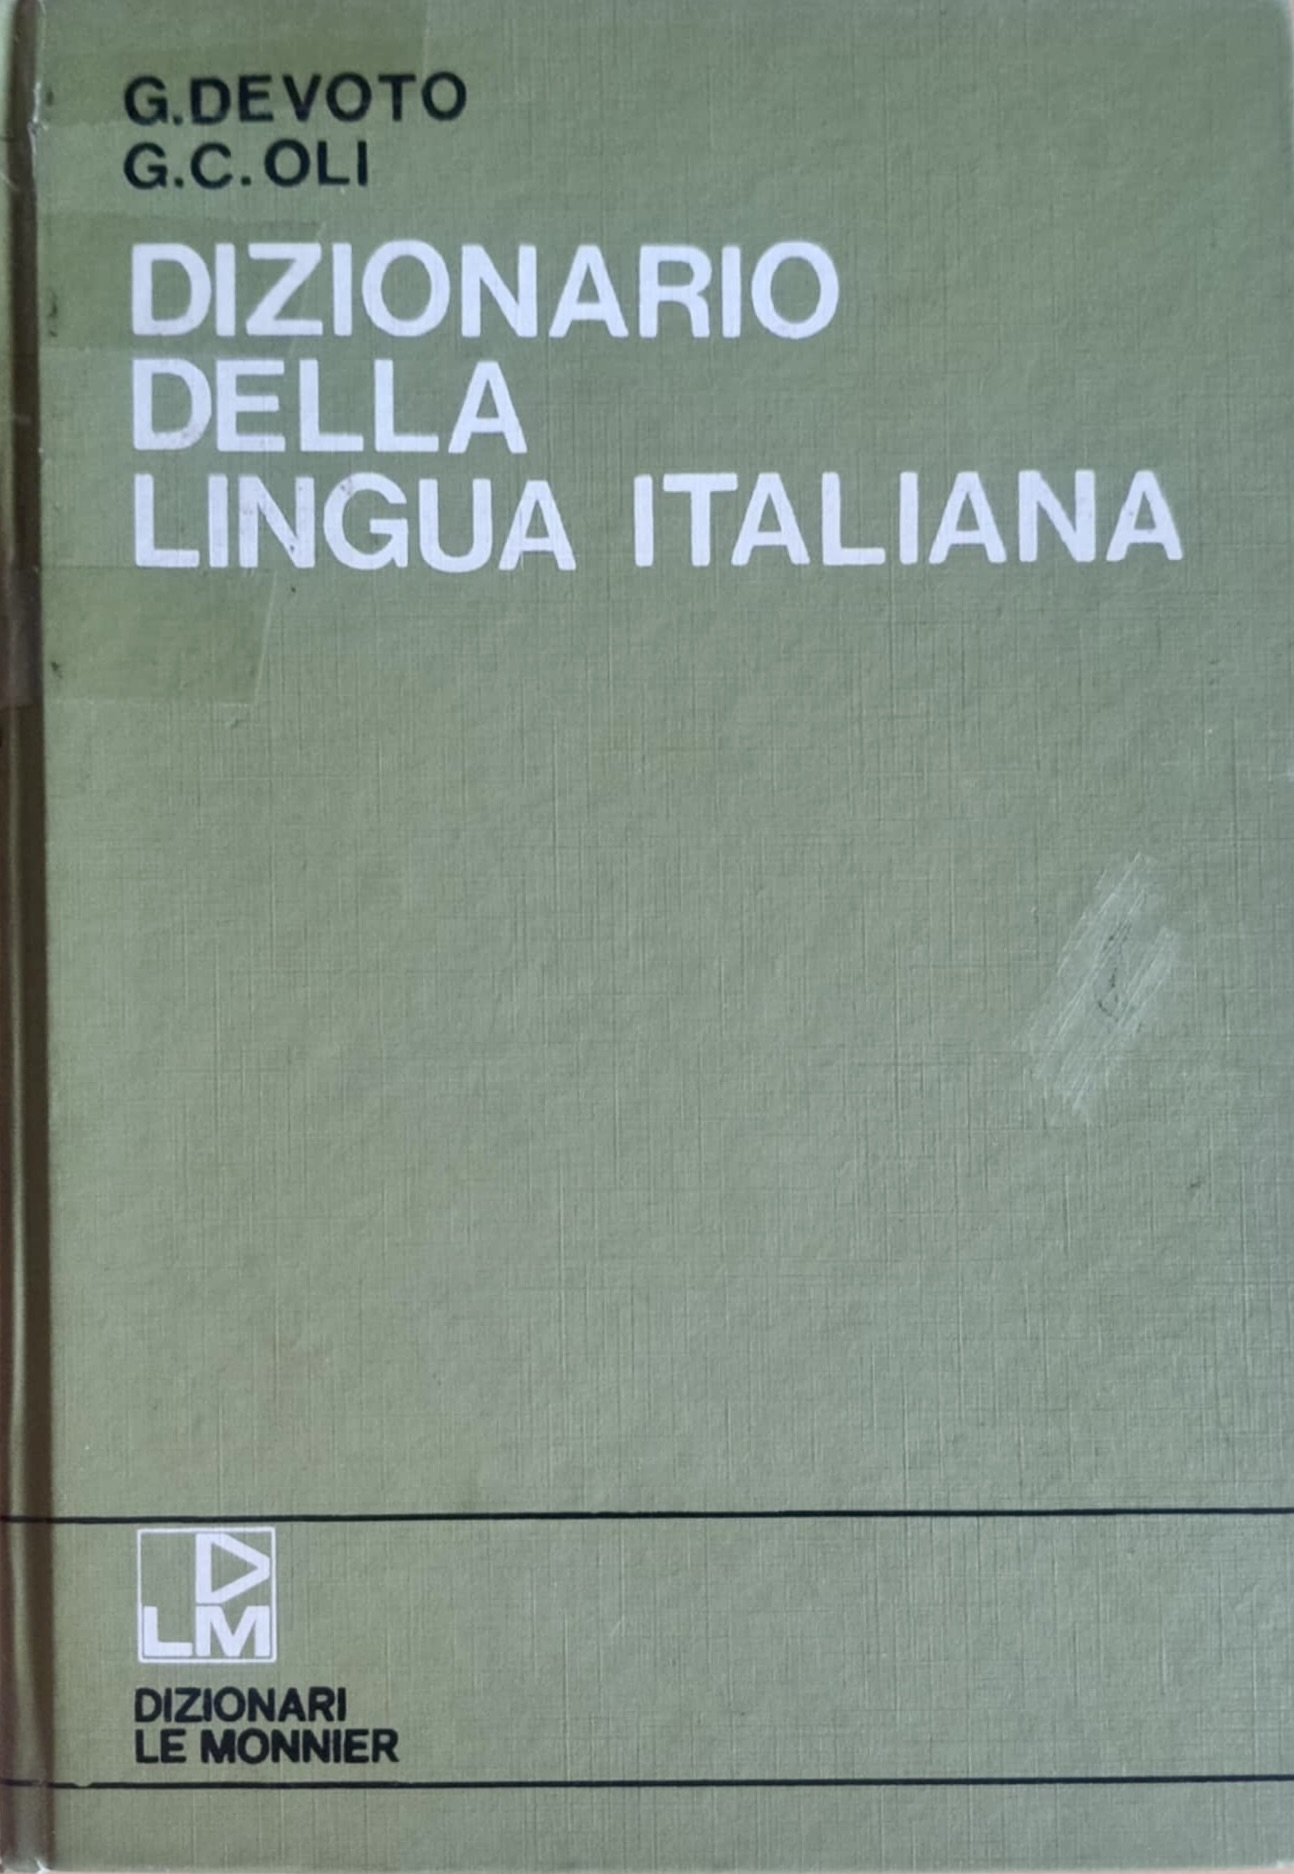 G. DEVOTO
G. C. OLI
DIZIONARIO
DELLA
LINGUA ITALIANA
D
LM
DIZIONARI
LE MONNIER